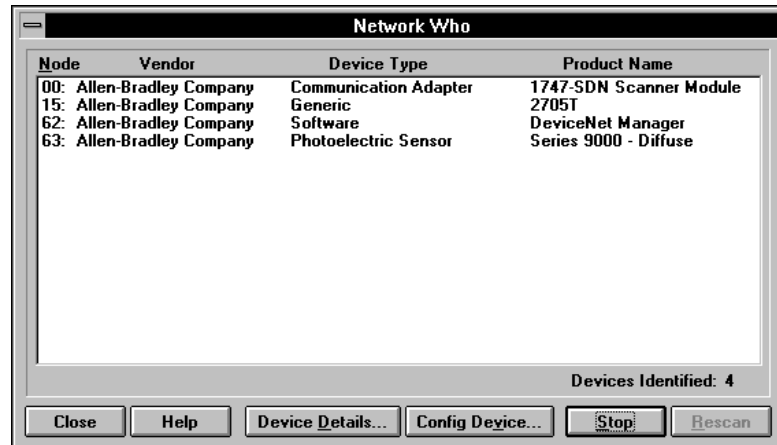 Network Who
Node Vendor Device Type Product Name
00: Allen-Bradley Company Communication Adapter 1747-SDN Scanner Module
15: Allen-Bradley Company Generic 2705T
62: Allen-Bradley Company Software DeviceNet Manager
63: Allen-Bradley Company Photoelectric Sensor Series 9000 - Diffuse
Devices Identified: 4
Close Help Device Details... Config Device... Stop Rescan